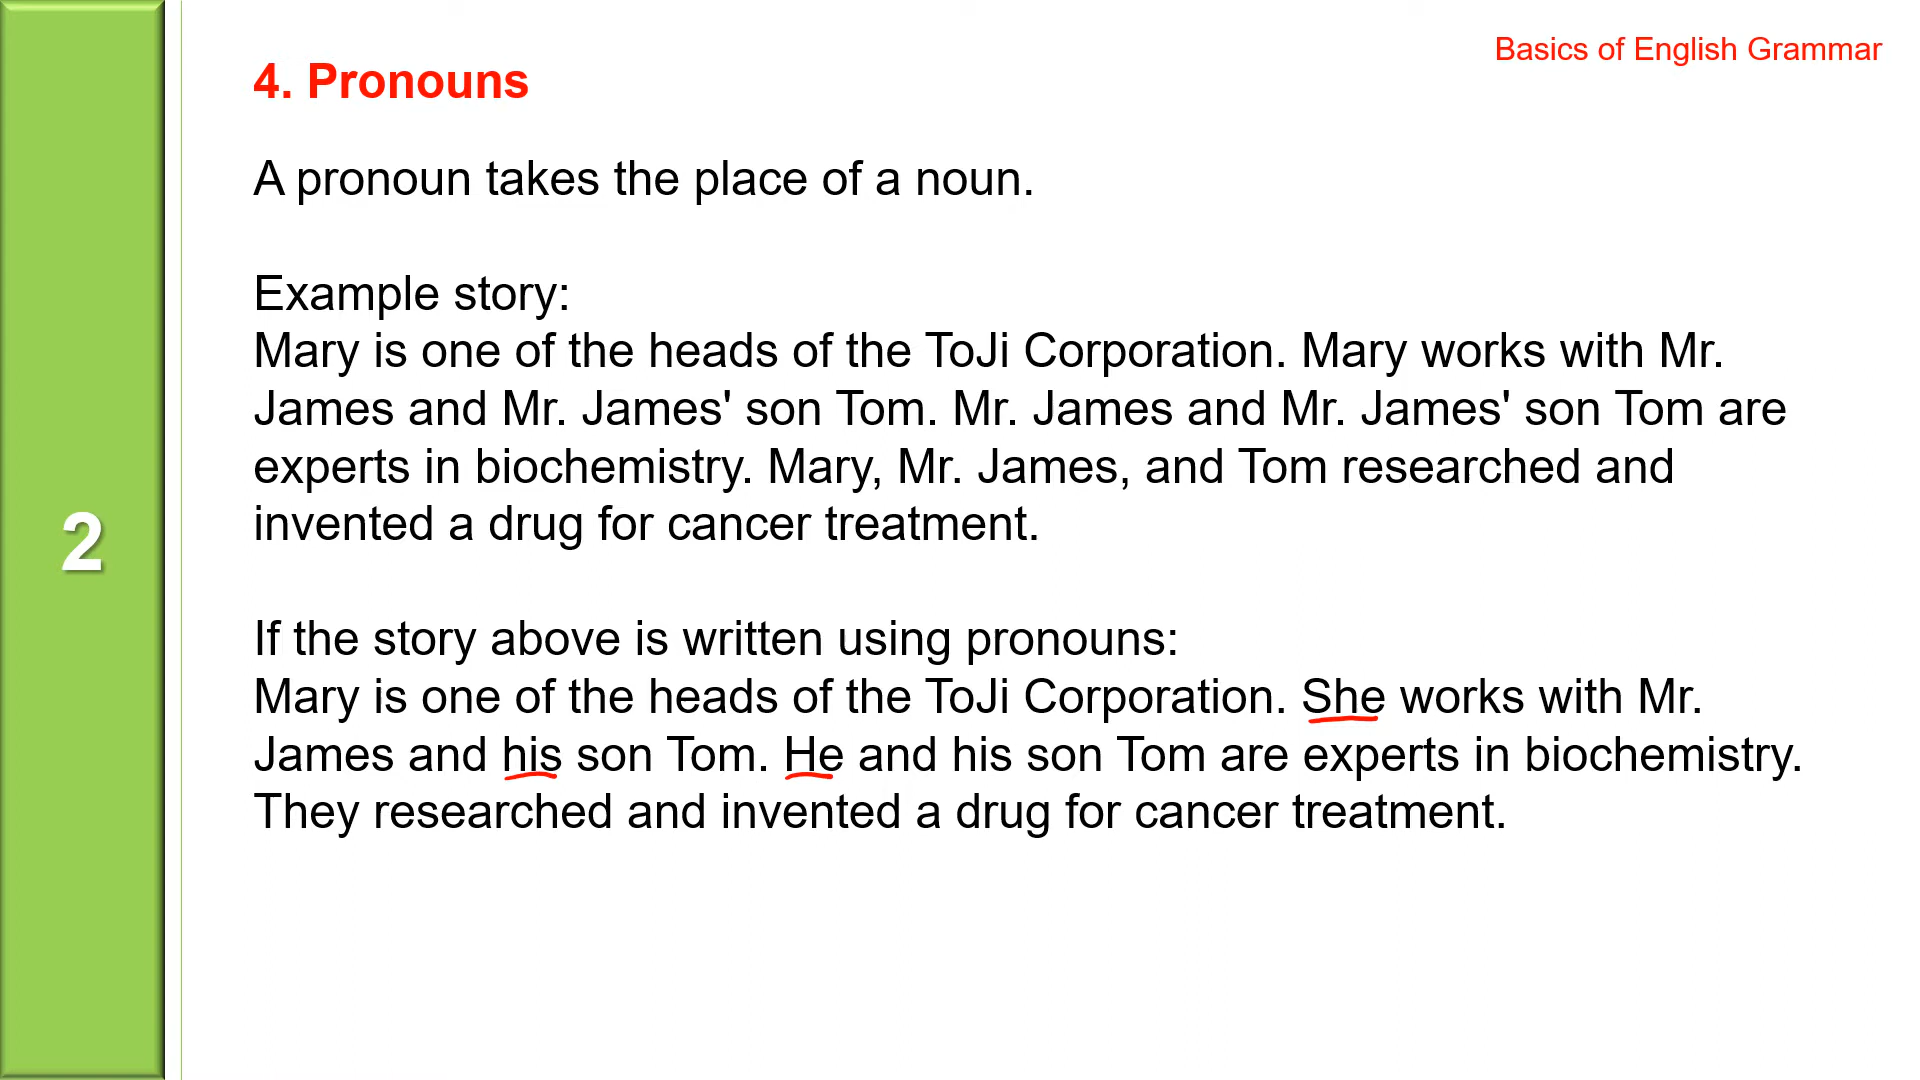 Basics of English Grammar
4. Pronouns
A pronoun takes the place of a noun.
Example story:
Mary is one of the heads of the ToJi Corporation. Mary works with Mr.
James and Mr. James' son Tom. Mr. James and Mr. James' son Tom are
experts in biochemistry. Mary, Mr. James, and Tom researched and
invented a drug for cancer treatment.
If the story above is written using pronouns:
Mary is one of the heads of the ToJi Corporation. She works with Mr.
James and his son Tom. He and his son Tom are experts in biochemistry.
They researched and invented a drug for cancer treatment.
2